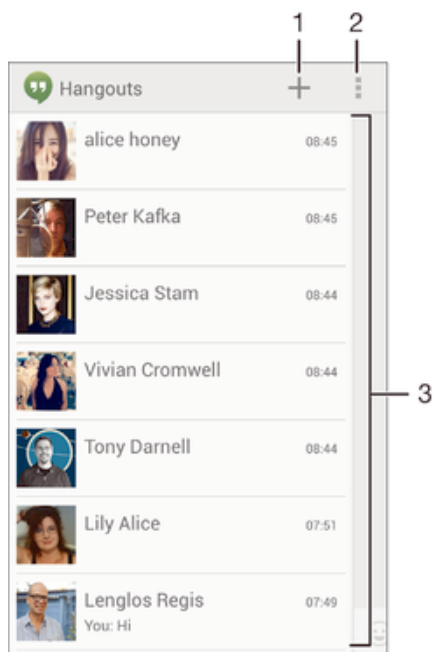 1 2
Hangouts
alice honey 08:45
Peter Kafka 08:45
Jessica Stam 08:44
Vivian Cromwell 08:44
3
Tony Darnell 08:44
Lily Alice 07:51
Lenglos Regis 07:49
You: Hi